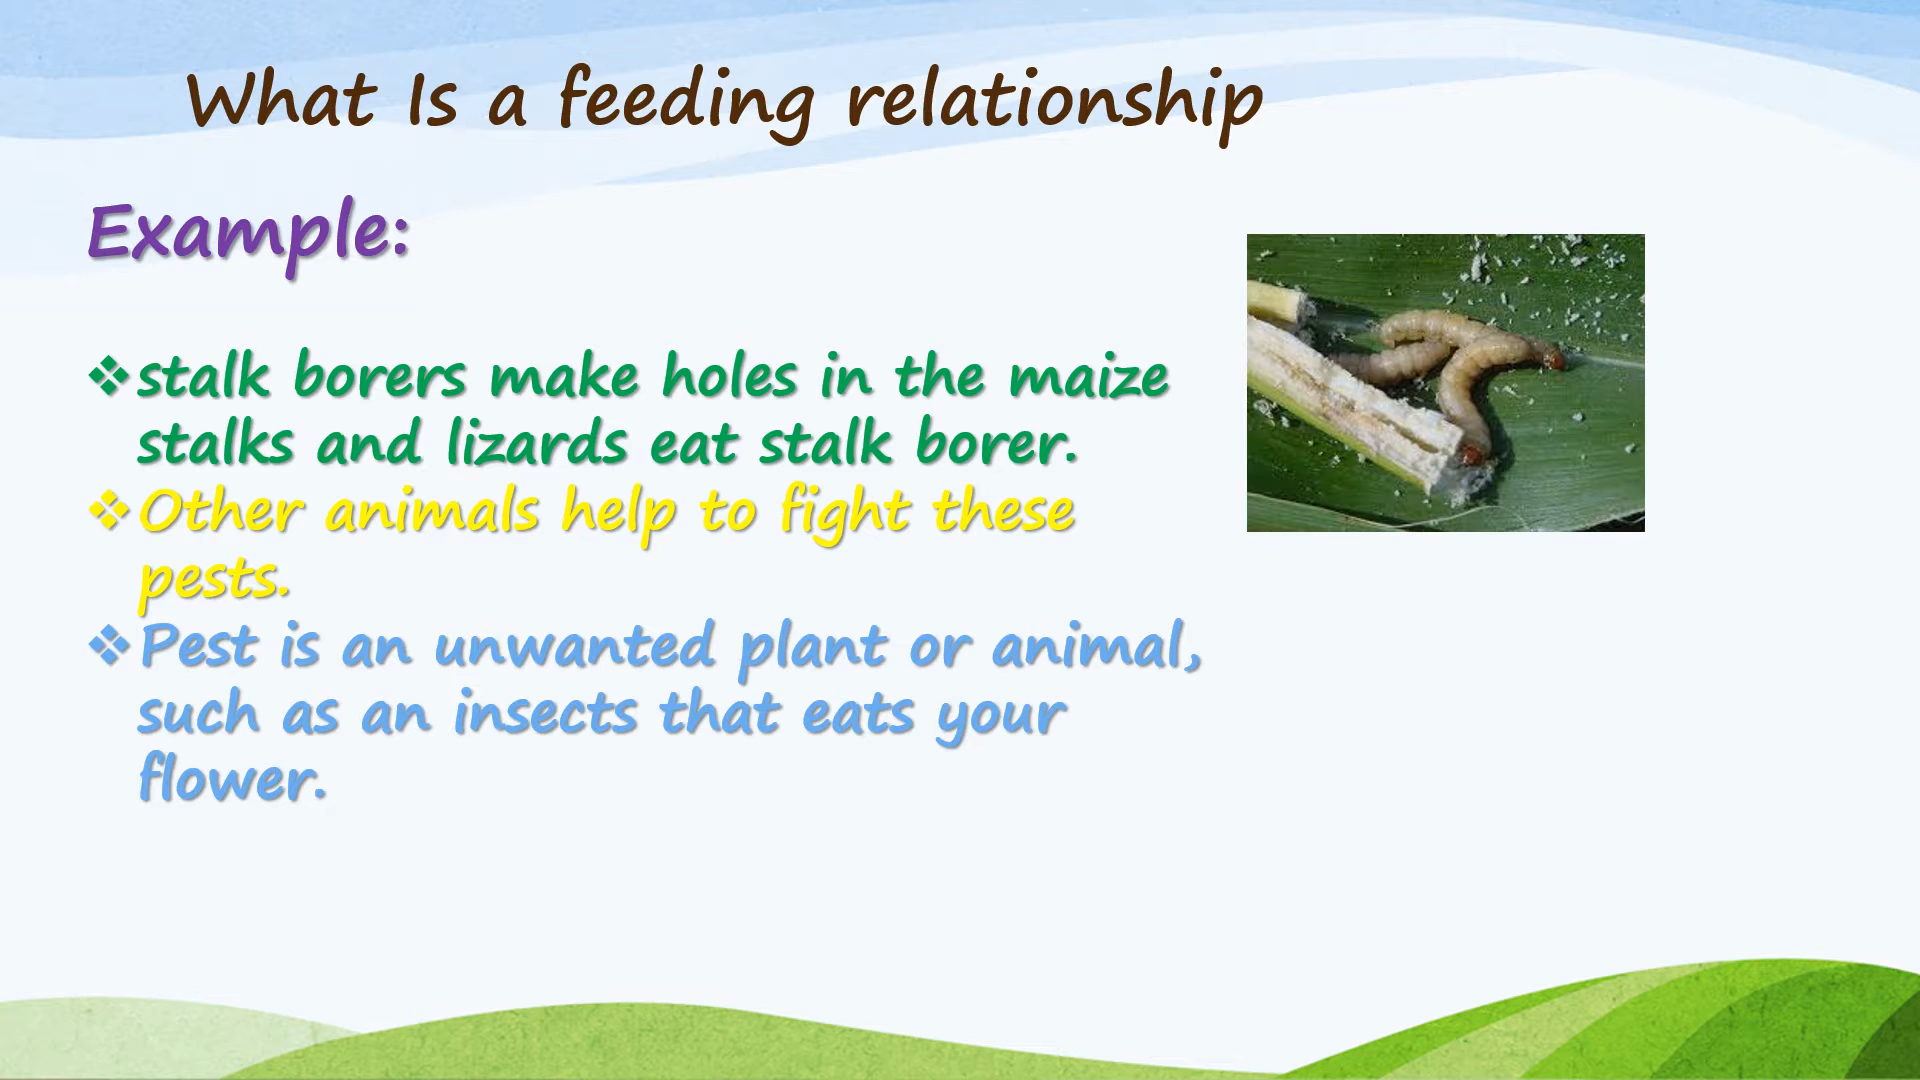 What Is a feeding relationship
Example:
❖stalk borers make holes in the maize
stalks and lizards eat stalk borer.
❖Other animals help to fight these
pests.
❖Pest is an unwanted plant or animal,
such as an insects that eats your
flower.